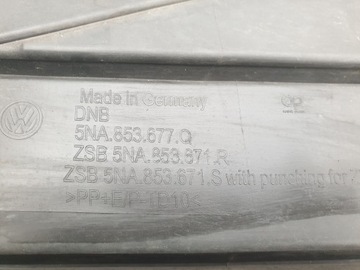 Made in Germany
DNB
5NA.853.677.Q
ZSB 5NA.853.671.R
ZSB 5NA.853.671.S with punching for